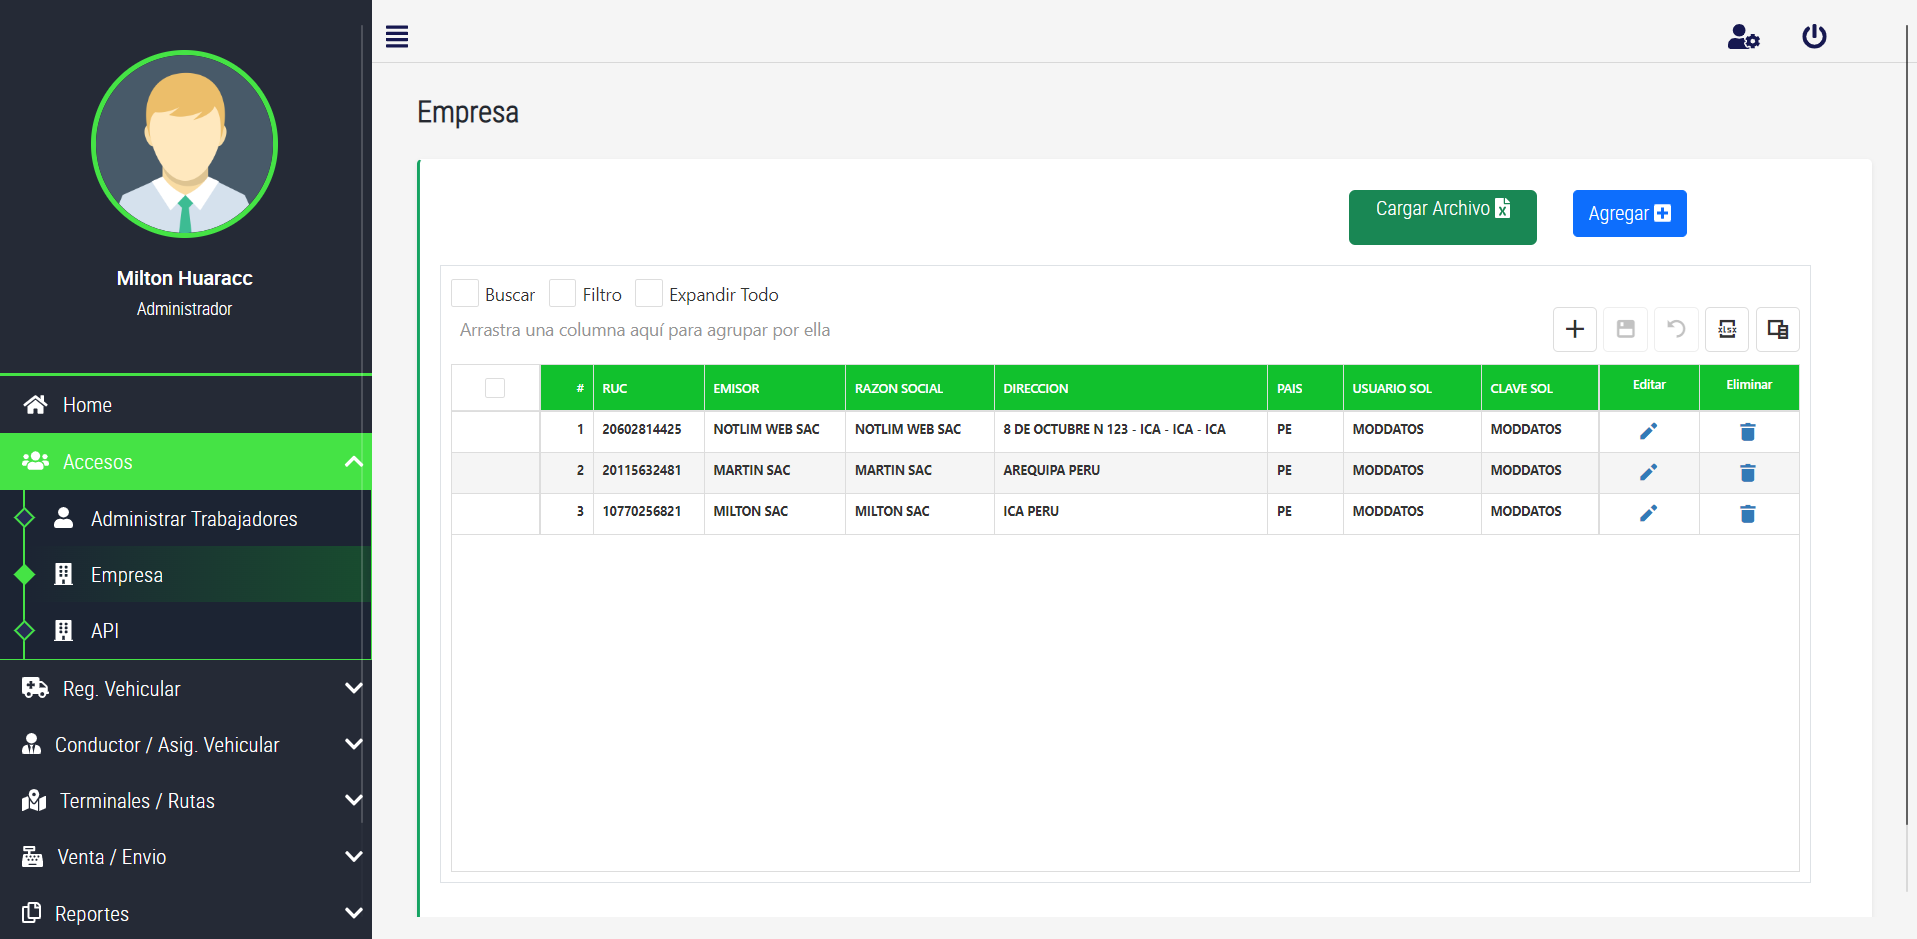 Milton Huaracc
Administrador
Home
Accesos
Administrar Trabajadores
Empresa
API
Reg. Vehicular
Conductor / Asig. Vehicular
Terminales / Rutas
Venta / Envio
Reportes
Empresa
Cargar Archivo
Agregar
Buscar Filtro Expandir Todo
Arrastra una columna aquí para agrupar por ella
xlsx
# RUC EMISOR RAZON SOCIAL DIRECCION PAIS USUARIO SOL CLAVE SOL Editar Eliminar
1 20602814425 NOTLIM WEB SAC NOTLIM WEB SAC 8 DE OCTUBRE N 123 - ICA - ICA - ICA PE MODDATOS MODDATOS
2 20115632481 MARTIN SAC MARTIN SAC AREQUIPA PERU PE MODDATOS MODDATOS
3 10770256821 MILTON SAC MILTON SAC ICA PERU PE MODDATOS MODDATOS